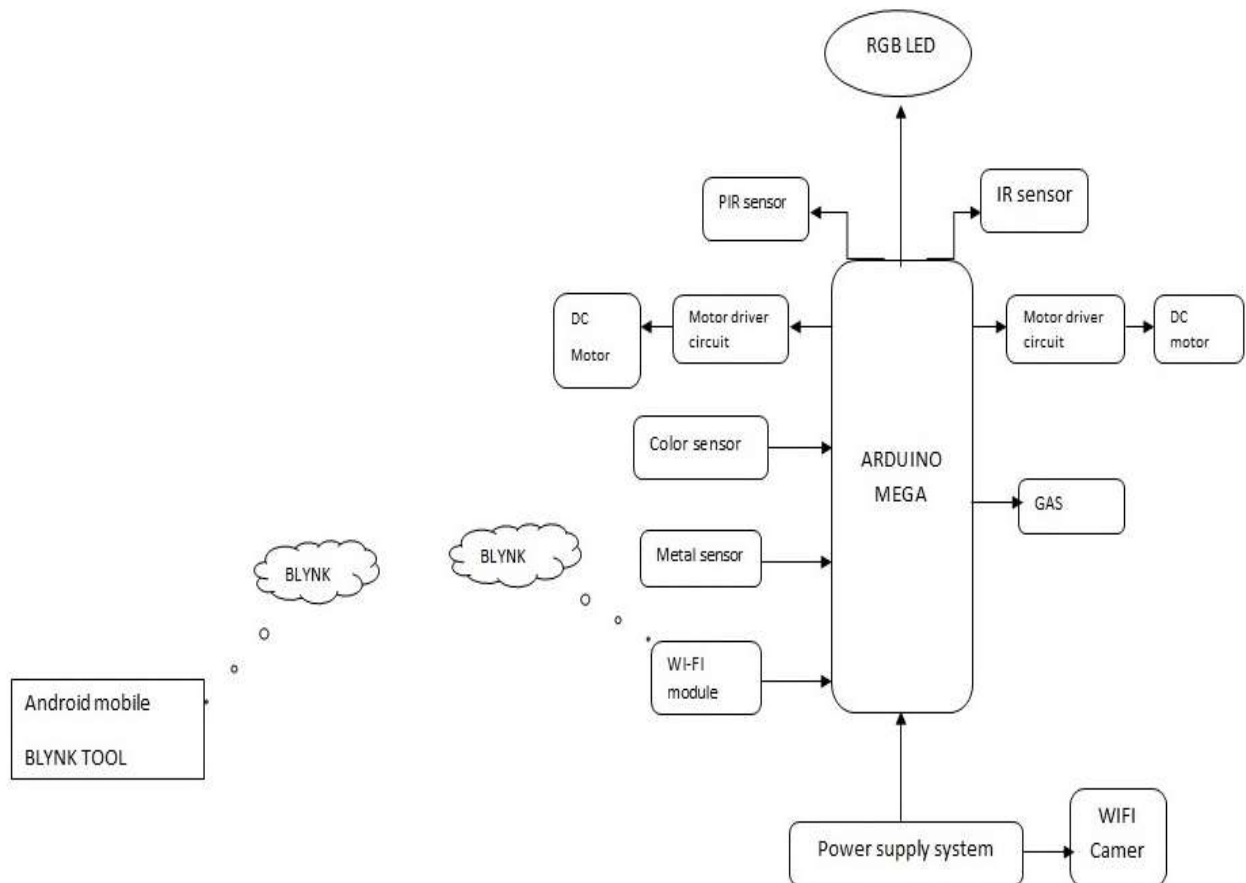 RGB LED
PIR sensor
IR sensor
DC
Motor
Motor driver
circuit
Motor driver
circuit
DC
motor
Color sensor
ARDUINO
MEGA
GAS
Metal sensor
BLYNK
BLYNK
WI-FI
module
Android mobile
BLYNK TOOL
Power supply system
WIFI
Camer